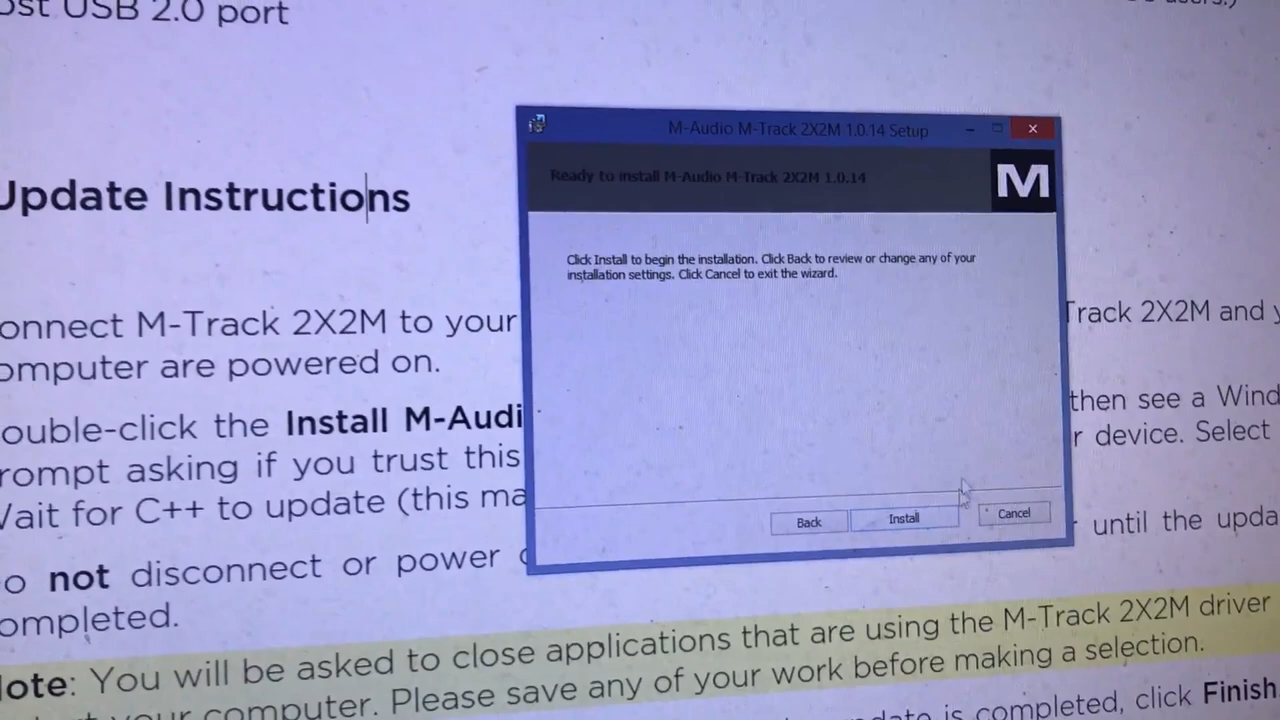 ost USB 2.0 port
Update Instructions
onnect M-Track 2X2M to your
Track 2X2M and y
omputer are powered on.
ouble-click the Install M-Audi
then see a Wind
rompt asking if you trust this
r device. Select
Wait for C++ to update (this ma
o not disconnect or power
until the upda
ompleted.
lote: You will be asked to close applications that are using the M-Track 2X2M driver
your computer. Please save any of your work before making a selection.
is completed, click Finish
M-Audio M-Track 2X2M 1.0.14 Setup
Ready to install M-Audio M-Track 2X2M 1.0.14
M
Click Install to begin the installation. Click Back to review or change any of your
installation settings. Click Cancel to exit the wizard.
Back Install Cancel